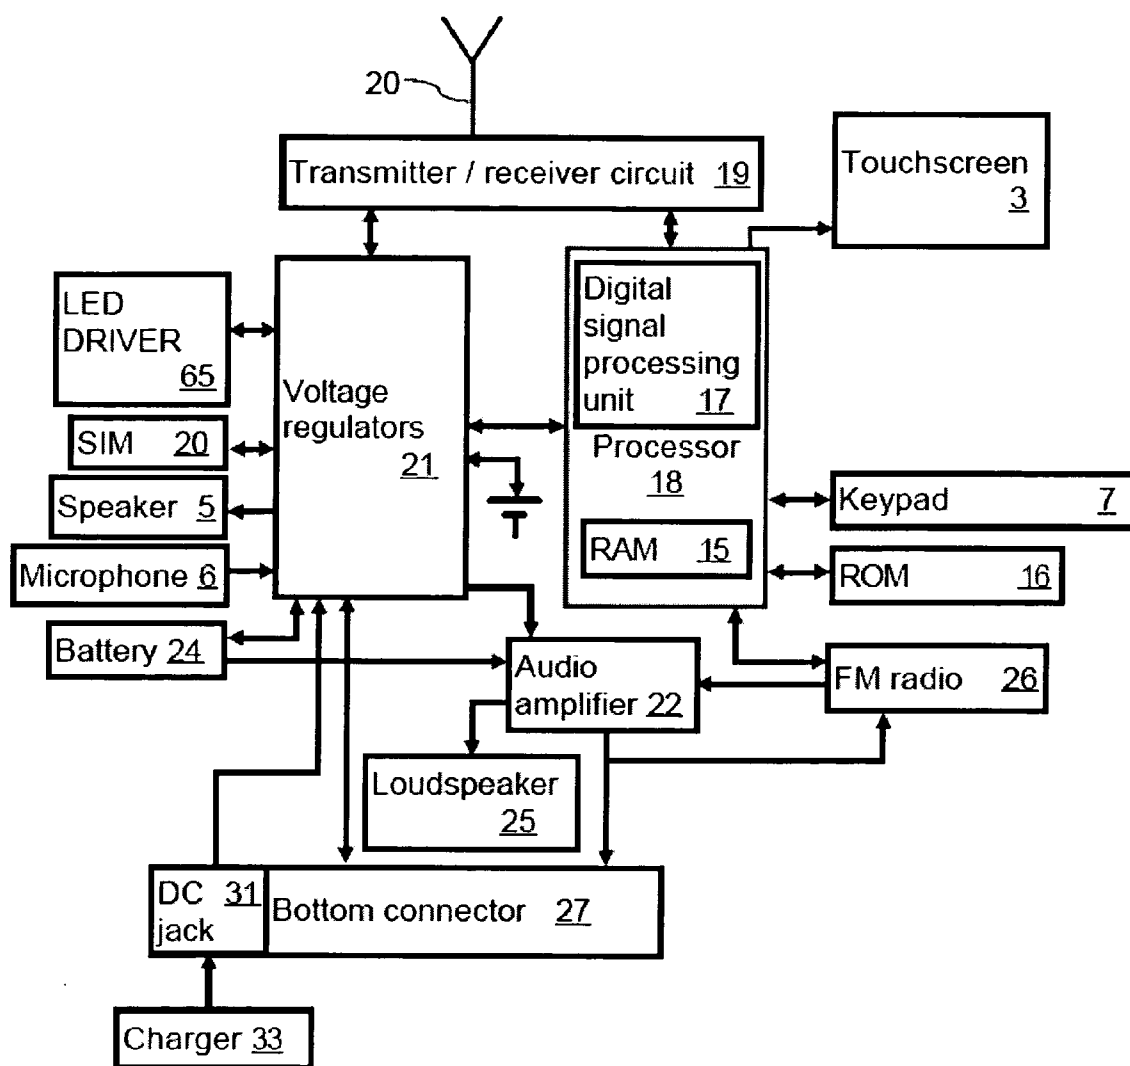 20
Transmitter / receiver circuit 19
Touchscreen
3
LED
DRIVER
65
SIM 20
Speaker 5
Microphone 6
Battery 24
Voltage
regulators
21
Digital
signal
processing
unit 17
Processor
18
RAM 15
Keypad 7
ROM 16
FM radio 26
Audio
amplifier 22
Loudspeaker
25
DC 31
jack
Bottom connector 27
Charger 33